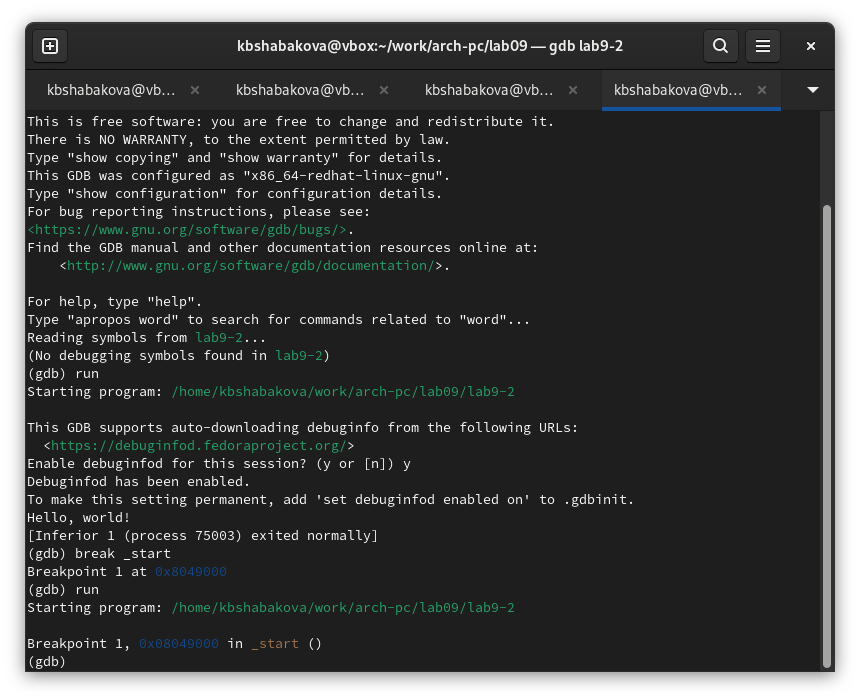 kbshabakova@vbox:~/work/arch-pc/lab09 — gdb lab9-2
kbshabakova@vb... kbshabakova@vb... kbshabakova@vb... kbshabakova@vb...
This is free software: you are free to change and redistribute it.
There is NO WARRANTY, to the extent permitted by law.
Type "show copying" and "show warranty" for details.
This GDB was configured as "x86_64-redhat-linux-gnu".
Type "show configuration" for configuration details.
For bug reporting instructions, please see:
<https://www.gnu.org/software/gdb/bugs/>.
Find the GDB manual and other documentation resources online at:
    <http://www.gnu.org/software/gdb/documentation/>.

For help, type "help".
Type "apropos word" to search for commands related to "word"...
Reading symbols from lab9-2...
(No debugging symbols found in lab9-2)
(gdb) run
Starting program: /home/kbshabakova/work/arch-pc/lab09/lab9-2

This GDB supports auto-downloading debuginfo from the following URLs:
  <https://debuginfod.fedoraproject.org/>
Enable debuginfod for this session? (y or [n]) y
Debuginfod has been enabled.
To make this setting permanent, add 'set debuginfod enabled on' to .gdbinit.
Hello, world!
[Inferior 1 (process 75003) exited normally]
(gdb) break _start
Breakpoint 1 at 0x8049000
(gdb) run
Starting program: /home/kbshabakova/work/arch-pc/lab09/lab9-2

Breakpoint 1, 0x08049000 in _start ()
(gdb)